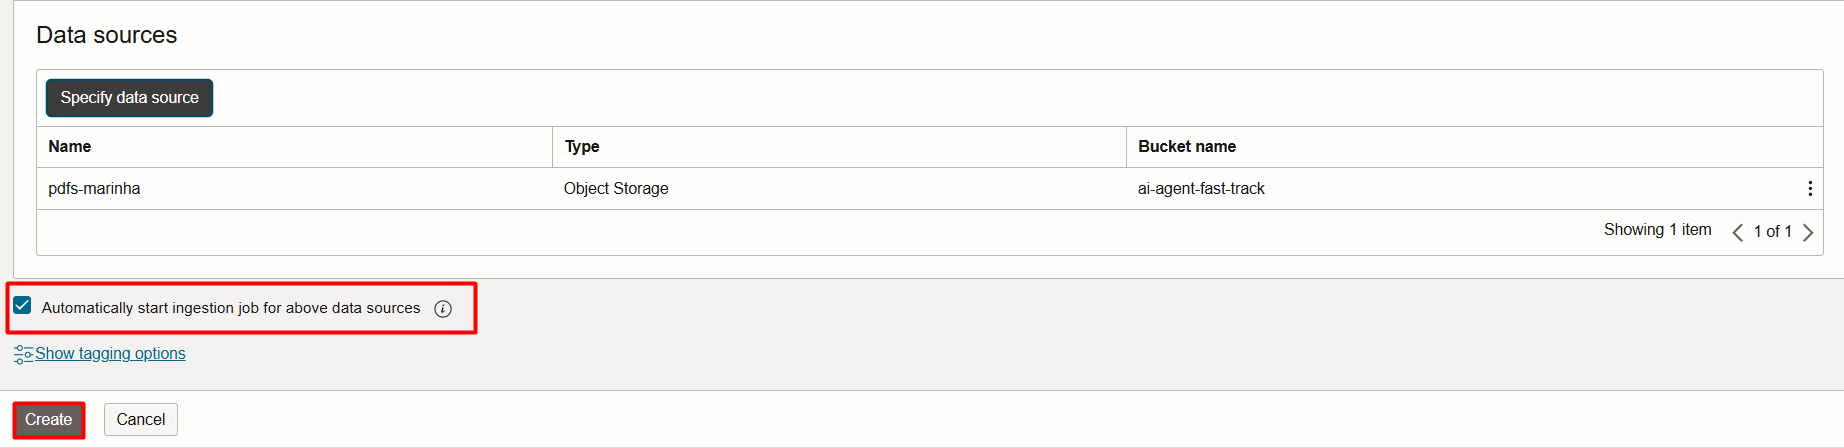 Data sources
Specify data source
Name Type Bucket name
pdfs-marinha Object Storage ai-agent-fast-track
Showing 1 item 1 of 1
Automatically start ingestion job for above data sources
Show tagging options
Create Cancel